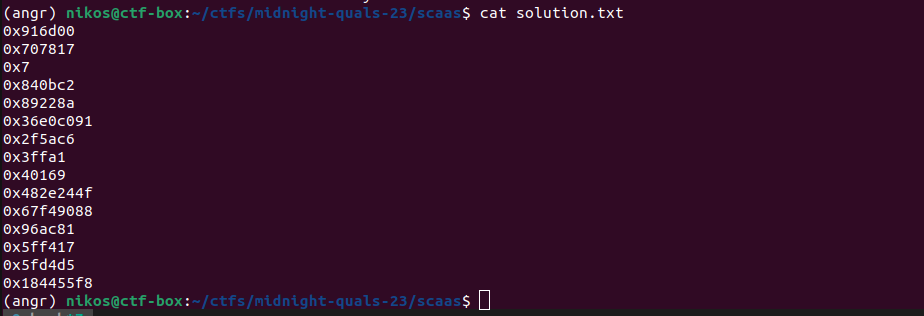 (angr) nikos@ctf-box:~/ctfs/midnight-quals-23/scaas$ cat solution.txt
0x916d00
0x707817
0x7
0x840bc2
0x89228a
0x36e0c091
0x2f5ac6
0x3ffa1
0x40169
0x482e244f
0x67f49088
0x96ac81
0x5ff417
0x5fd4d5
0x184455f8
(angr) nikos@ctf-box:~/ctfs/midnight-quals-23/scaas$